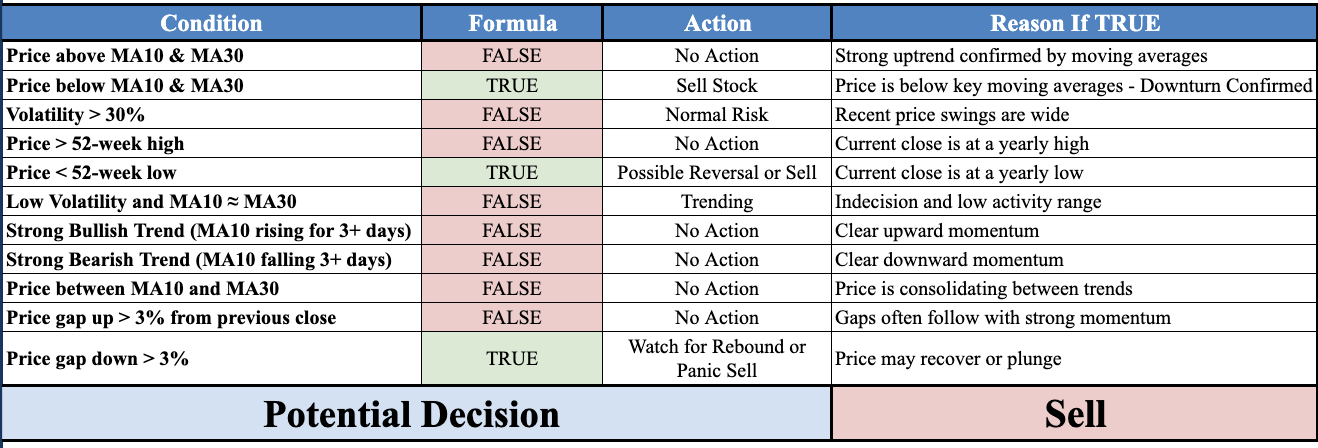 Condition Formula Action Reason If TRUE
Price above MA10 & MA30 FALSE No Action Strong uptrend confirmed by moving averages
Price below MA10 & MA30 TRUE Sell Stock Price is below key moving averages - Downturn Confirmed
Volatility > 30% FALSE Normal Risk Recent price swings are wide
Price > 52-week high FALSE No Action Current close is at a yearly high
Price < 52-week low TRUE Possible Reversal or Sell Current close is at a yearly low
Low Volatility and MA10 ≈ MA30 FALSE Trending Indecision and low activity range
Strong Bullish Trend (MA10 rising for 3+ days) FALSE No Action Clear upward momentum
Strong Bearish Trend (MA10 falling 3+ days) FALSE No Action Clear downward momentum
Price between MA10 and MA30 FALSE No Action Price is consolidating between trends
Price gap up > 3% from previous close FALSE No Action Gaps often follow with strong momentum
Price gap down > 3% TRUE Watch for Rebound or
Panic Sell Price may recover or plunge
Potential Decision Sell